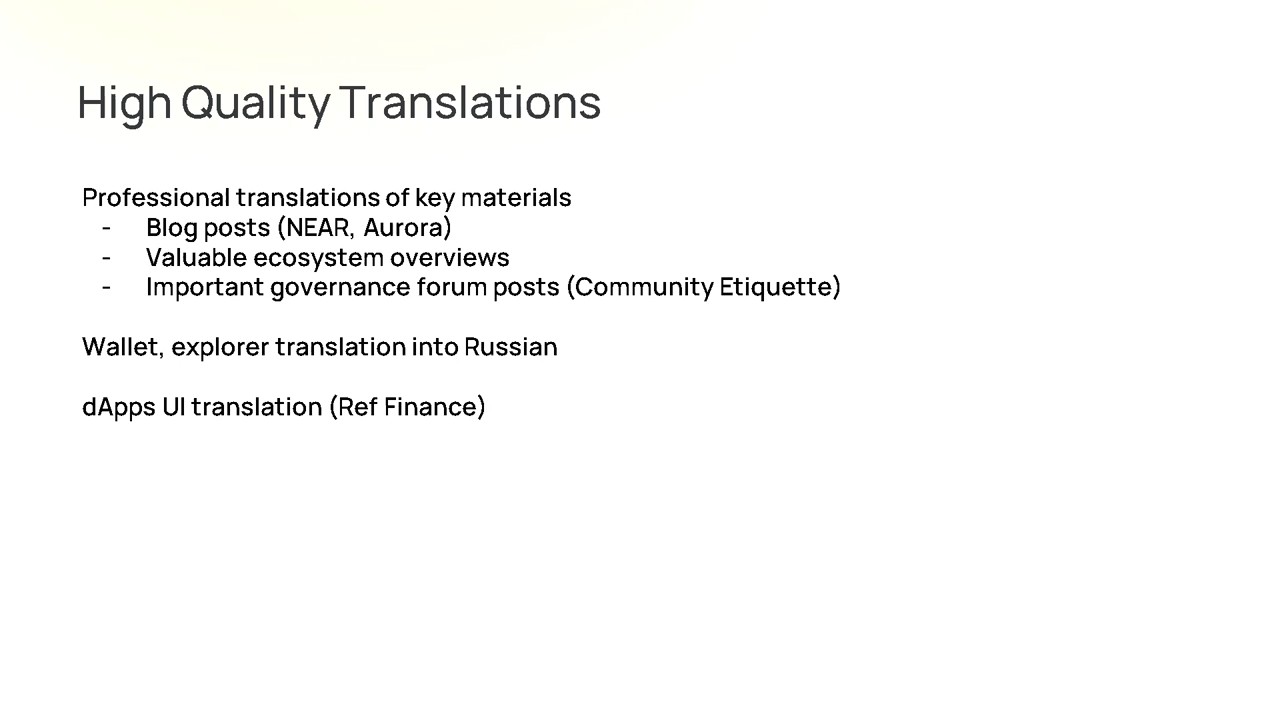 High Quality Translations
Professional translations of key materials
- Blog posts (NEAR, Aurora)
- Valuable ecosystem overviews
- Important governance forum posts (Community Etiquette)
Wallet, explorer translation into Russian
dApps UI translation (Ref Finance)